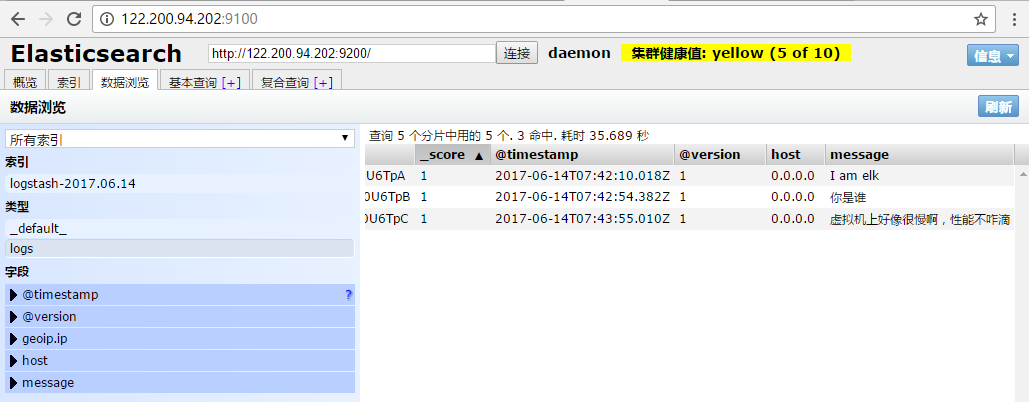 122.200.94.202:9100
Elasticsearch http://122.200.94.202:9200/ 连接 daemon 集群健康值: yellow (5 of 10) 信息
概览 索引 数据浏览 基本查询 [+] 复合查询 [+]
数据浏览 刷新
所有索引
索引
logstash-2017.06.14
类型
_default_
logs
字段
@timestamp ?
@version
geoip.ip
host
message
查询 5 个分片中用的 5 个. 3 命中. 耗时 35.689 秒
_score ▲ @timestamp @version host message
0U6TpA 1 2017-06-14T07:42:10.018Z 1 0.0.0.0 I am elk
0U6TpB 1 2017-06-14T07:42:54.382Z 1 0.0.0.0 你是谁
0U6TpC 1 2017-06-14T07:43:55.010Z 1 0.0.0.0 虚拟机上好像很慢啊，性能不咋滴